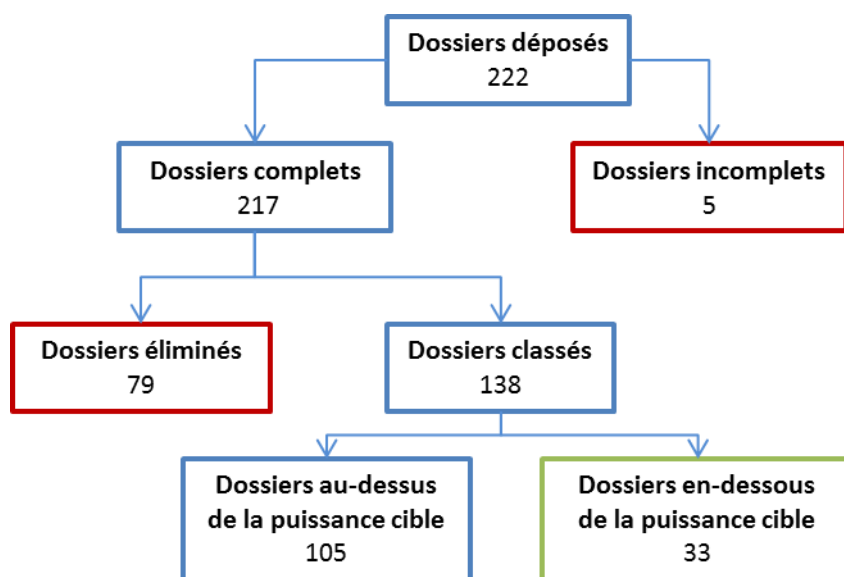 Dossiers déposés
222
Dossiers complets
217
Dossiers incomplets
5
Dossiers éliminés
79
Dossiers classés
138
Dossiers au-dessus
de la puissance cible
105
Dossiers en-dessous
de la puissance cible
33